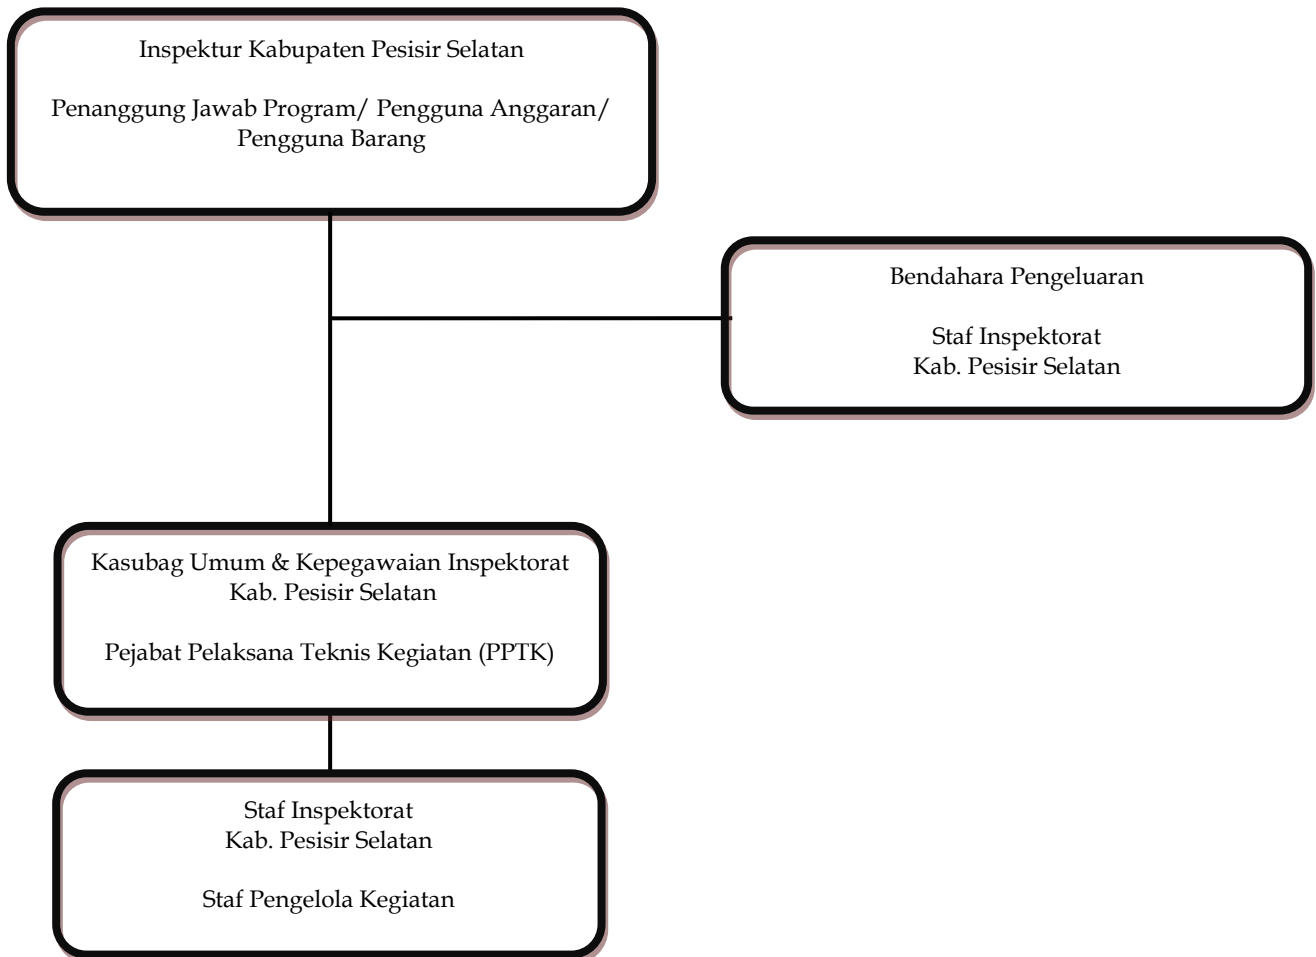 Inspektur Kabupaten Pesisir Selatan
Penanggung Jawab Program/ Pengguna Anggaran/
Pengguna Barang
Bendahara Pengeluaran
Staf Inspektorat
Kab. Pesisir Selatan
Kasubag Umum & Kepegawaian Inspektorat
Kab. Pesisir Selatan
Pejabat Pelaksana Teknis Kegiatan (PPTK)
Staf Inspektorat
Kab. Pesisir Selatan
Staf Pengelola Kegiatan